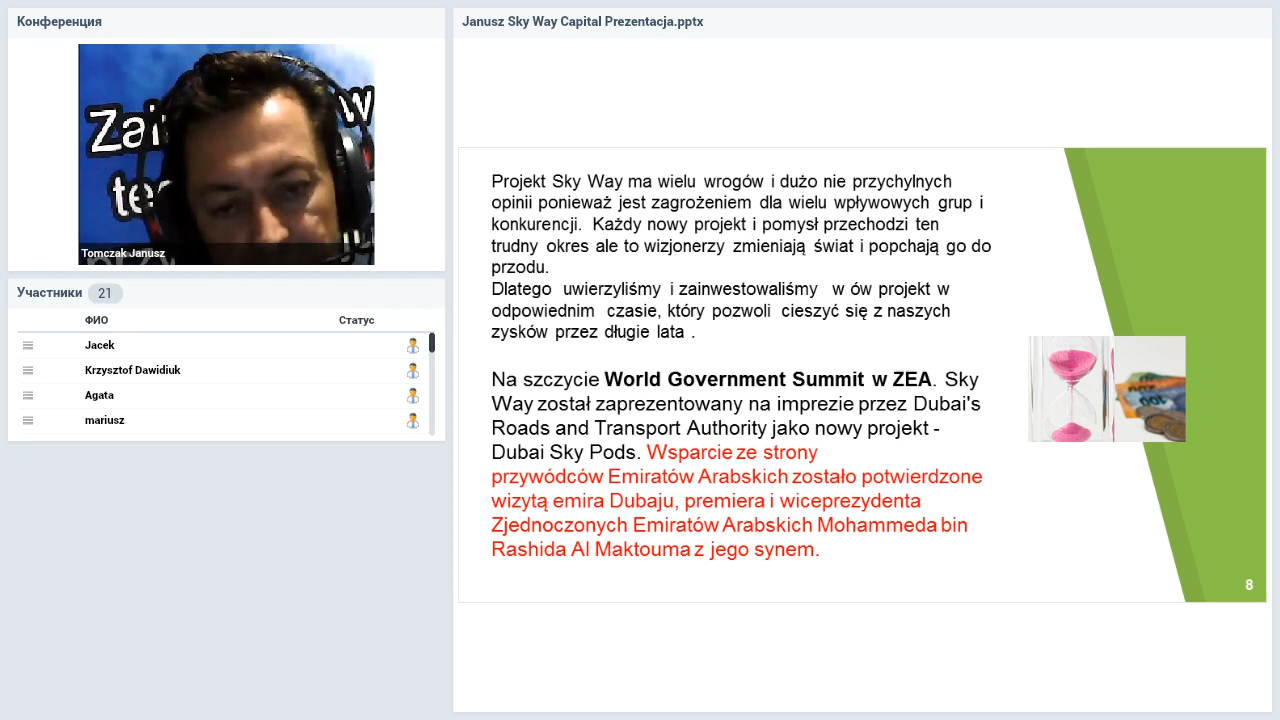 Конференция
Zai
w
te
Tomczak Janusz
Участники 21
ФИО Статус
Jacek
Krzysztof Dawidiuk
Agata
mariusz
Janusz Sky Way Capital Prezentacja.pptx
Projekt Sky Way ma wielu wrogów i dużo nie przychylnych
opinii ponieważ jest zagrożeniem dla wielu wpływowych grup i
konkurencji. Każdy nowy projekt i pomysł przechodzi ten
trudny okres ale to wizjonerzy zmieniają świat i popchają go do
przodu.
Dlatego uwierzyliśmy i zainwestowaliśmy w ów projekt w
odpowiednim czasie, który pozwoli cieszyć się z naszych
zysków przez długie lata .
Na szczycie World Government Summit w ZEA. Sky
Way został zaprezentowany na imprezie przez Dubai's
Roads and Transport Authority jako nowy projekt -
Dubai Sky Pods. Wsparcie ze strony
przywódców Emiratów Arabskich zostało potwierdzone
wizytą emira Dubaju, premiera i wiceprezydenta
Zjednoczonych Emiratów Arabskich Mohammeda bin
Rashida Al Maktouma z jego synem.
8